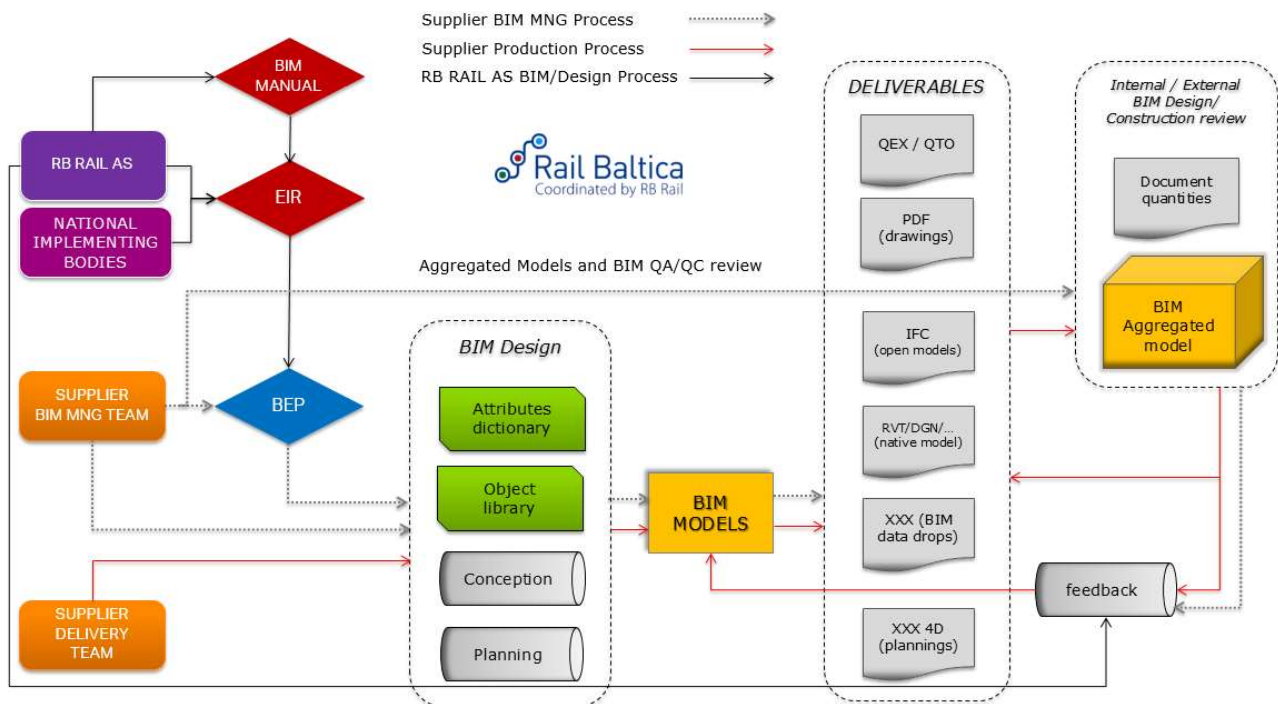 Supplier BIM MNG Process
Supplier Production Process
RB RAIL AS BIM/Design Process
BIM
MANUAL
RB RAIL AS
EIR
NATIONAL
IMPLEMENTING
BODIES
Rail Baltica
Coordinated by RB Rail
Aggregated Models and BIM QA/QC review
SUPPLIER
BIM MNG TEAM
BEP
SUPPLIER
DELIVERY
TEAM
BIM Design
Attributes
dictionary
Object
library
Conception
Planning
BIM
MODELS
DELIVERABLES
QEX / QTO
PDF
(drawings)
IFC
(open models)
RVT/DGN/...
(native model)
XXX (BIM
data drops)
XXX 4D
(plannings)
Internal / External
BIM Design/
Construction review
Document
quantities
BIM
Aggregated
model
feedback